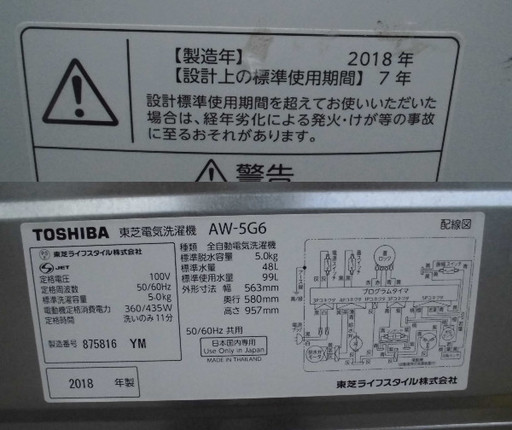 【製造年】 2018 年
【設計上の標準使用期間】 7 年
設計標準使用期間を超えてお使いいただいた
場合は、経年劣化による発火・けが等の事故
に至るおそれがあります。
警告
TOSHIBA 東芝電気洗濯機 AW-5G6
東芝ライフスタイル株式会社
JET
定格電圧 100V
定格周波数 50/60Hz
標準洗濯容量 5.0kg
電動機定格消費電力 360/435W
定格時間 洗いのみ 11分
製造番号 875816 YM
2018 年製
種類 全自動電気洗濯機
標準脱水容量 5.0kg
標準水量 48L
標準使用水量 99L
外形寸法 幅 563mm
奥行 580mm
高さ 957mm
50/60Hz 共用
日本国内専用
Use Only in Japan
MADE IN THAILAND
配線図
プログラムタイマ
東芝ライフスタイル株式会社